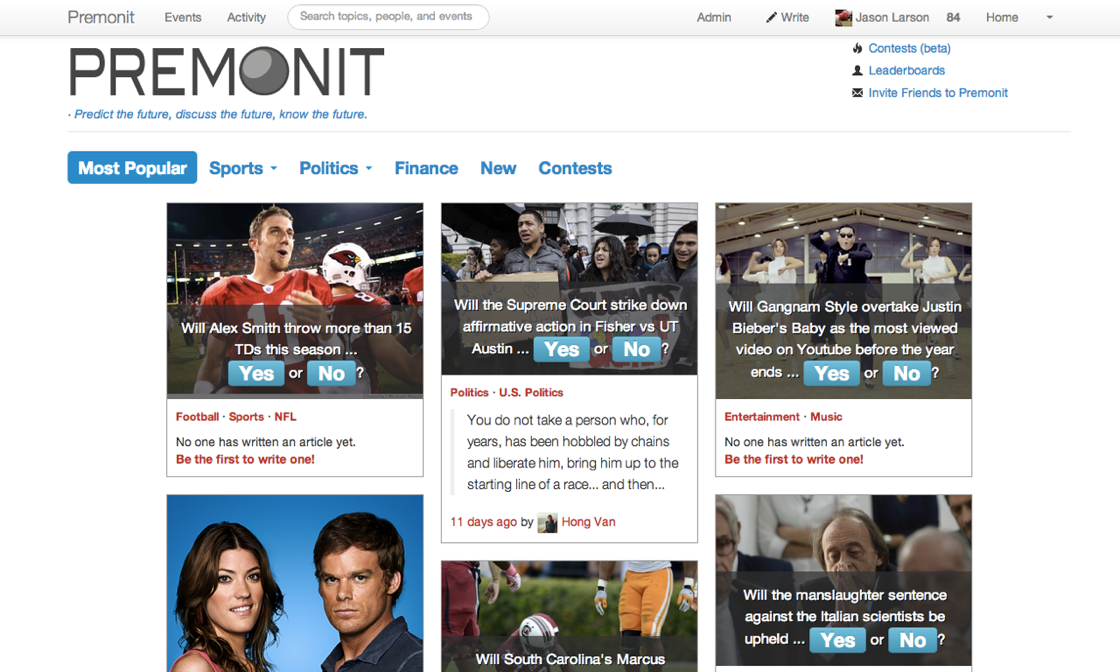 Premonit Events Activity Search topics, people, and events Admin Write Jason Larson 84 Home
PREMONIT
Contests (beta)
Leaderboards
Invite Friends to Premonit
· Predict the future, discuss the future, know the future.
Most Popular Sports Politics Finance New Contests
Will Alex Smith throw more than 15
TDs this season ...
Yes or No ?
Football · Sports · NFL
No one has written an article yet.
Be the first to write one!
Will the Supreme Court strike down
affirmative action in Fisher vs UT
Austin ... Yes or No ?
Politics · U.S. Politics
You do not take a person who, for
years, has been hobbled by chains
and liberate him, bring him up to the
starting line of a race... and then...
11 days ago by Hong Van
Will Gangnam Style overtake Justin
Bieber's Baby as the most viewed
video on Youtube before the year
ends ... Yes or No ?
Entertainment · Music
No one has written an article yet.
Be the first to write one!
Will South Carolina's Marcus
Will the manslaughter sentence
against the Italian scientists be
upheld ... Yes or No ?